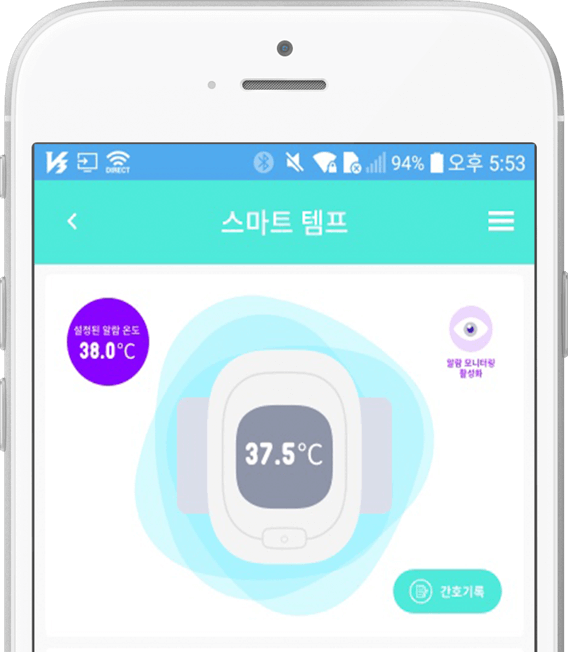 V3 DIRECT 94% 오후 5:53
스마트 템프
설정된 알람 온도
38.0°C
알람 모니터링
활성화
37.5°C
간호기록